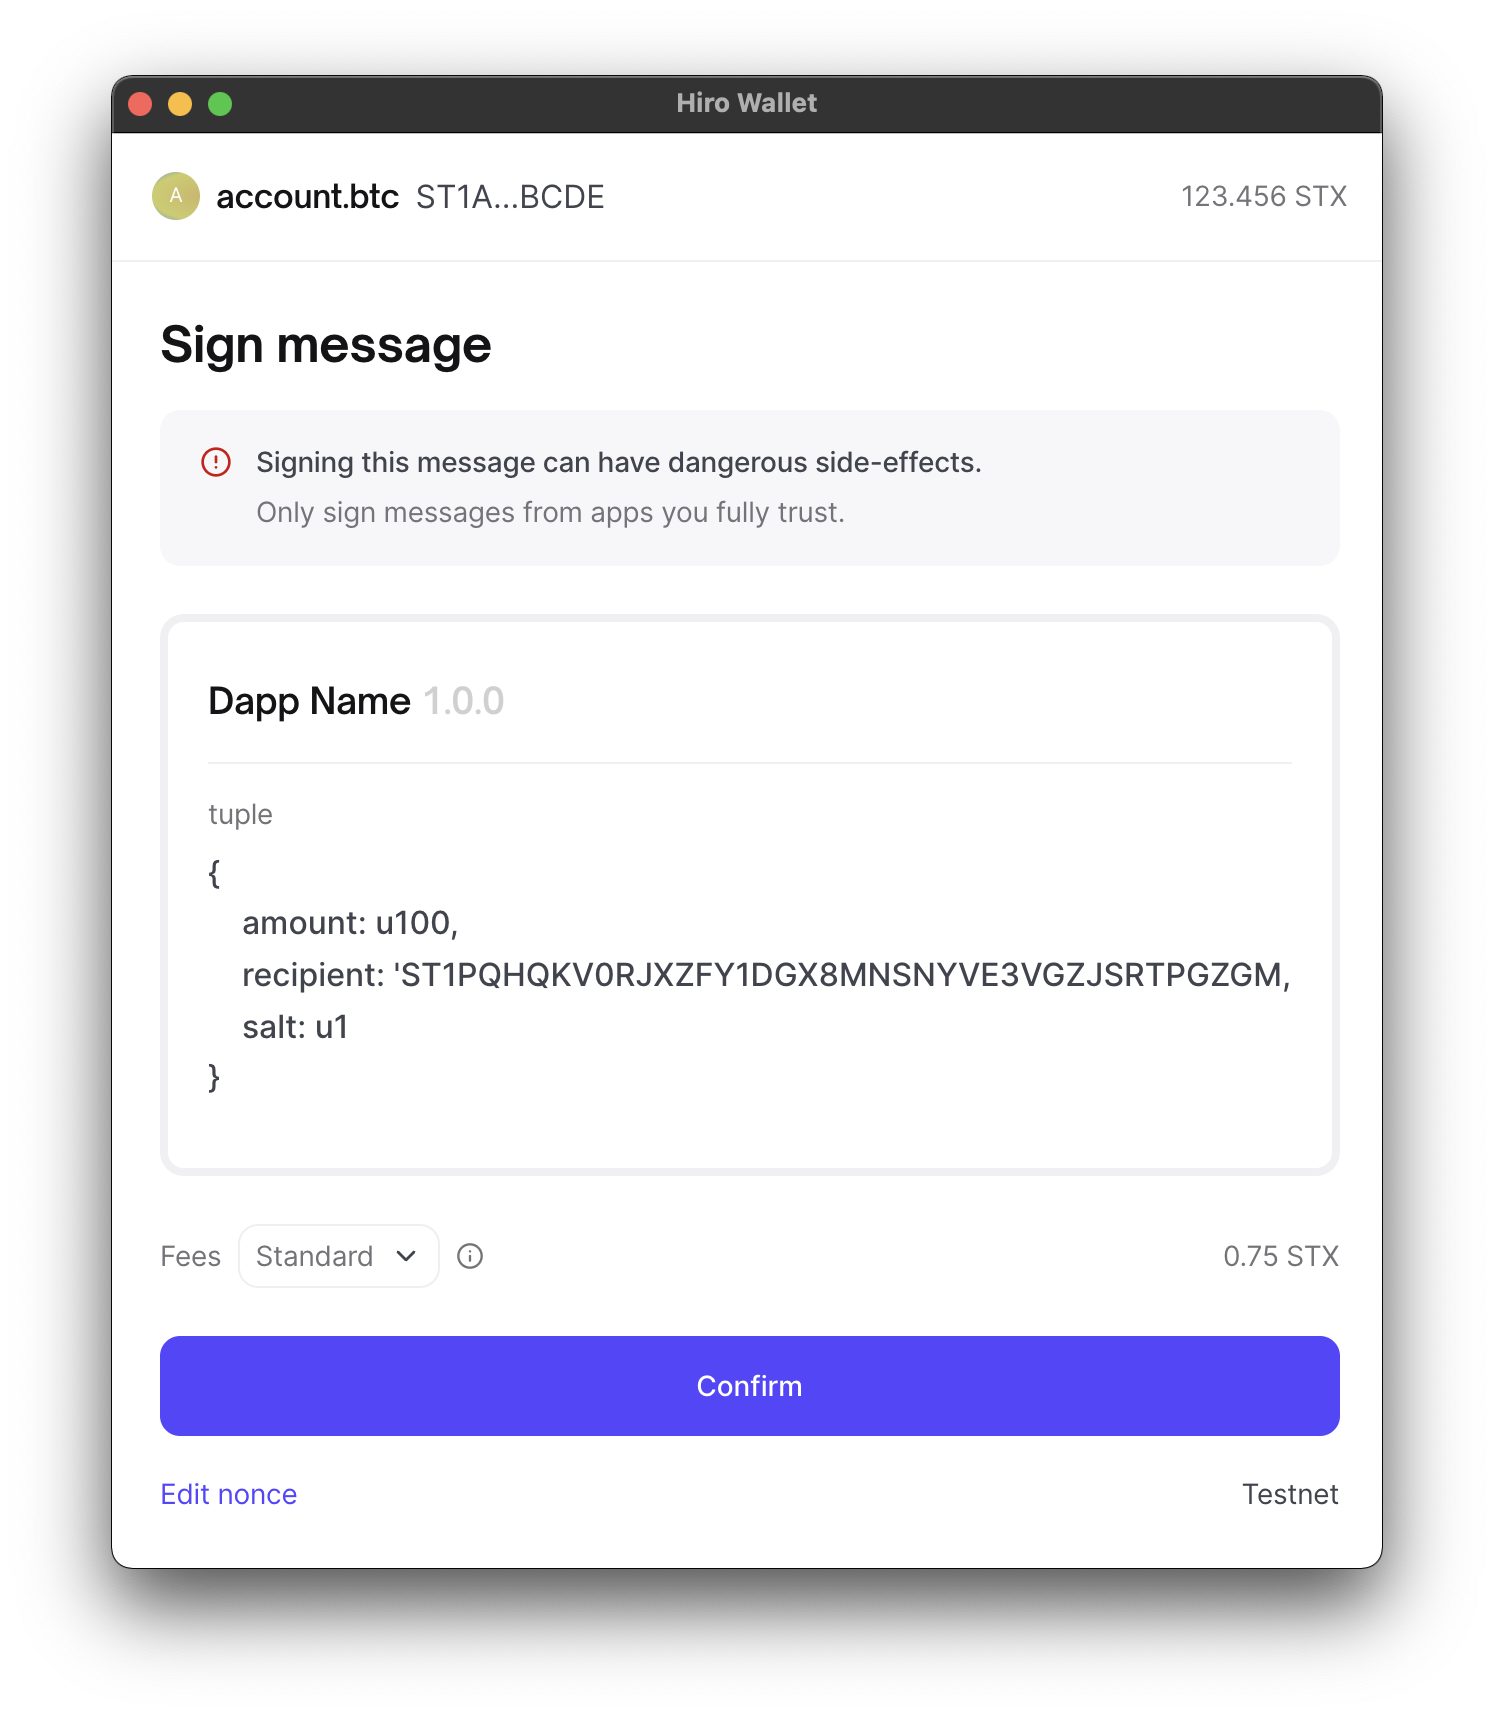 Hiro Wallet
A account.btc ST1A...BCDE 123.456 STX
Sign message
Signing this message can have dangerous side-effects.
Only sign messages from apps you fully trust.
Dapp Name 1.0.0
tuple
{
amount: u100,
recipient: 'ST1PQHQKV0RJXZFY1DGX8MNSNYVE3VGZJSRTPGZGM,
salt: u1
}
Fees Standard 0.75 STX
Confirm
Edit nonce Testnet